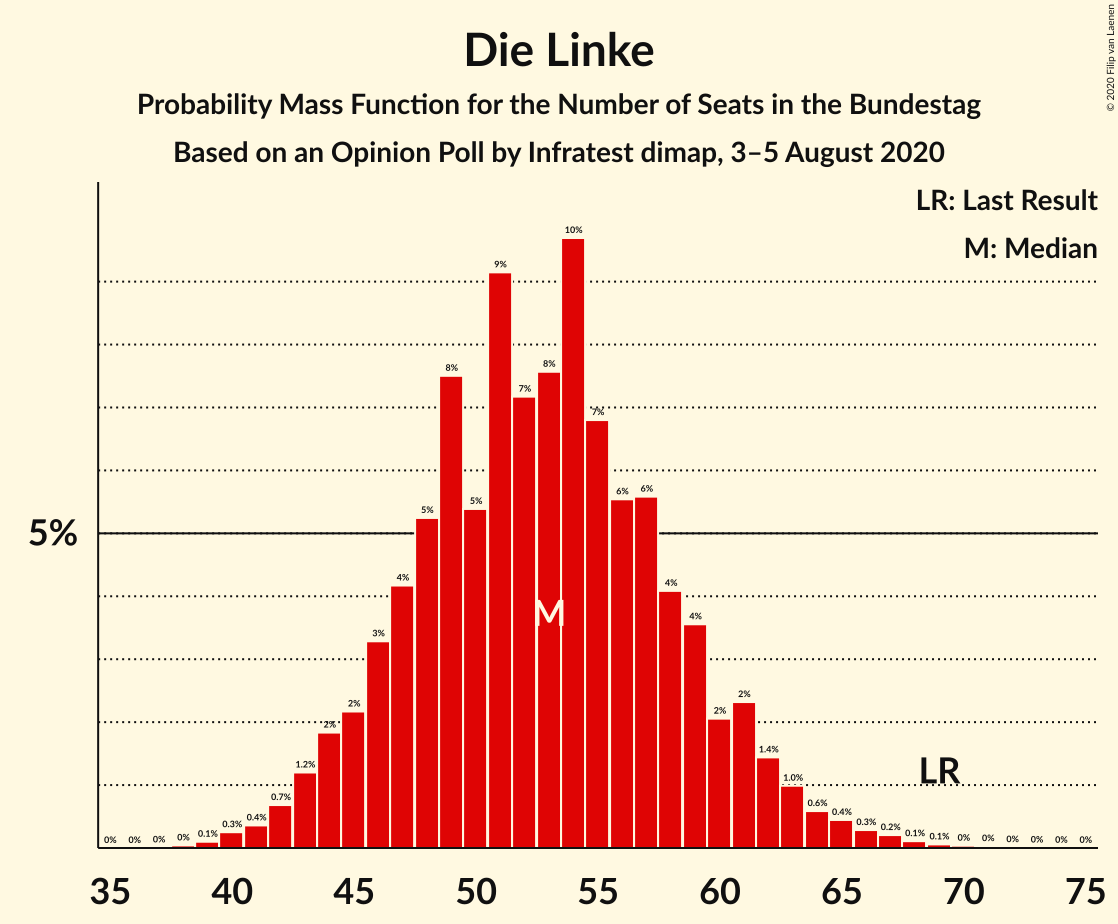 Die Linke
Probability Mass Function for the Number of Seats in the Bundestag
Based on an Opinion Poll by Infratest dimap, 3–5 August 2020
© 2020 Filip van Laenen
LR: Last Result
M: Median
5%
0% 0% 0% 0% 0.1% 0.3% 0.4% 0.7% 1.2% 2% 2% 3% 4% 5% 8% 5% 9% 7% 8% 10% 7% 6% 6% 4% 4% 2% 2% 1.4% 1.0% 0.6% 0.4% 0.3% 0.2% 0.1% 0.1% 0% 0% 0% 0% 0% 0%
M
LR
35 40 45 50 55 60 65 70 75